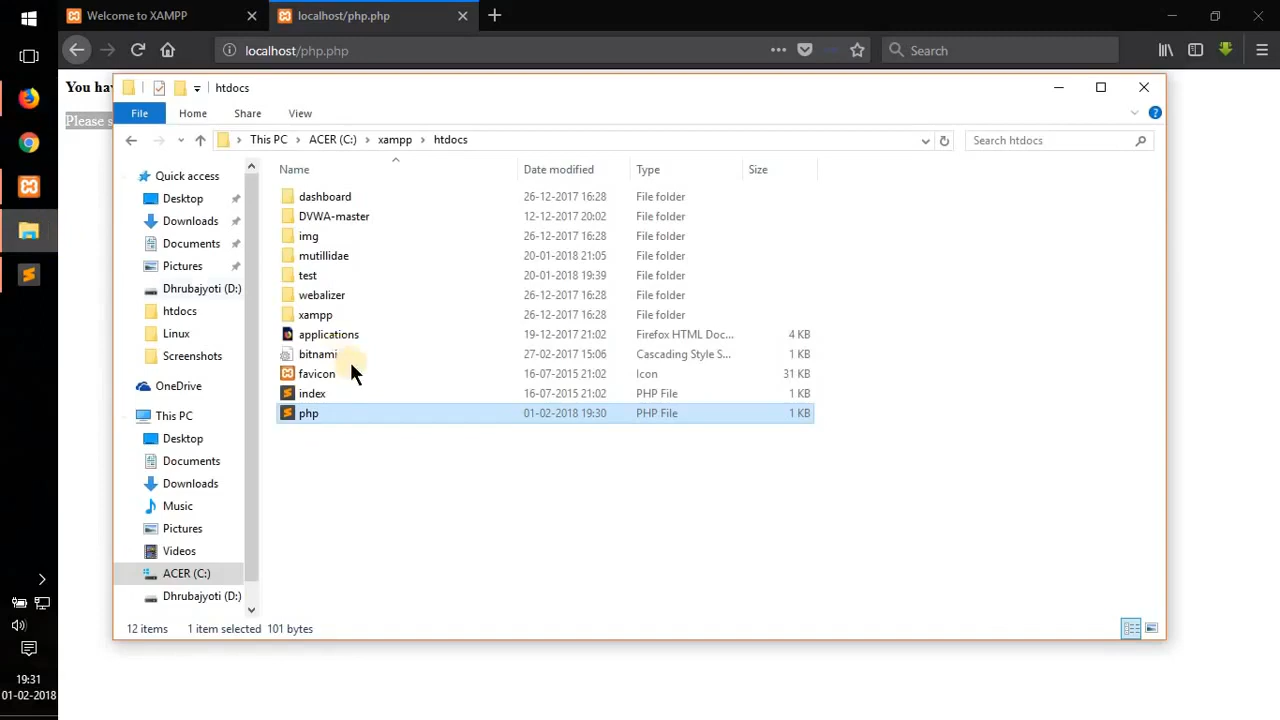 Welcome to XAMPP
localhost/php.php
localhost/php.php
Search
You ha
Please s
htdocs
File Home Share View
This PC > ACER (C:) > xampp > htdocs
Search htdocs
Quick access
Desktop
Downloads
Documents
Pictures
Dhrubajyoti (D:)
htdocs
Linux
Screenshots
OneDrive
This PC
Desktop
Documents
Downloads
Music
Pictures
Videos
ACER (C:)
Dhrubajyoti (D:)
Name Date modified Type Size
dashboard 26-12-2017 16:28 File folder
DVWA-master 12-12-2017 20:02 File folder
img 26-12-2017 16:28 File folder
mutillidae 20-01-2018 21:05 File folder
test 20-01-2018 19:39 File folder
webalizer 26-12-2017 16:28 File folder
xampp 26-12-2017 16:28 File folder
applications 19-12-2017 21:02 Firefox HTML Doc... 4 KB
bitnami 27-02-2017 15:06 Cascading Style S... 1 KB
favicon 16-07-2015 21:02 Icon 31 KB
index 16-07-2015 21:02 PHP File 1 KB
php 01-02-2018 19:30 PHP File 1 KB
12 items 1 item selected 101 bytes
19:31
01-02-2018